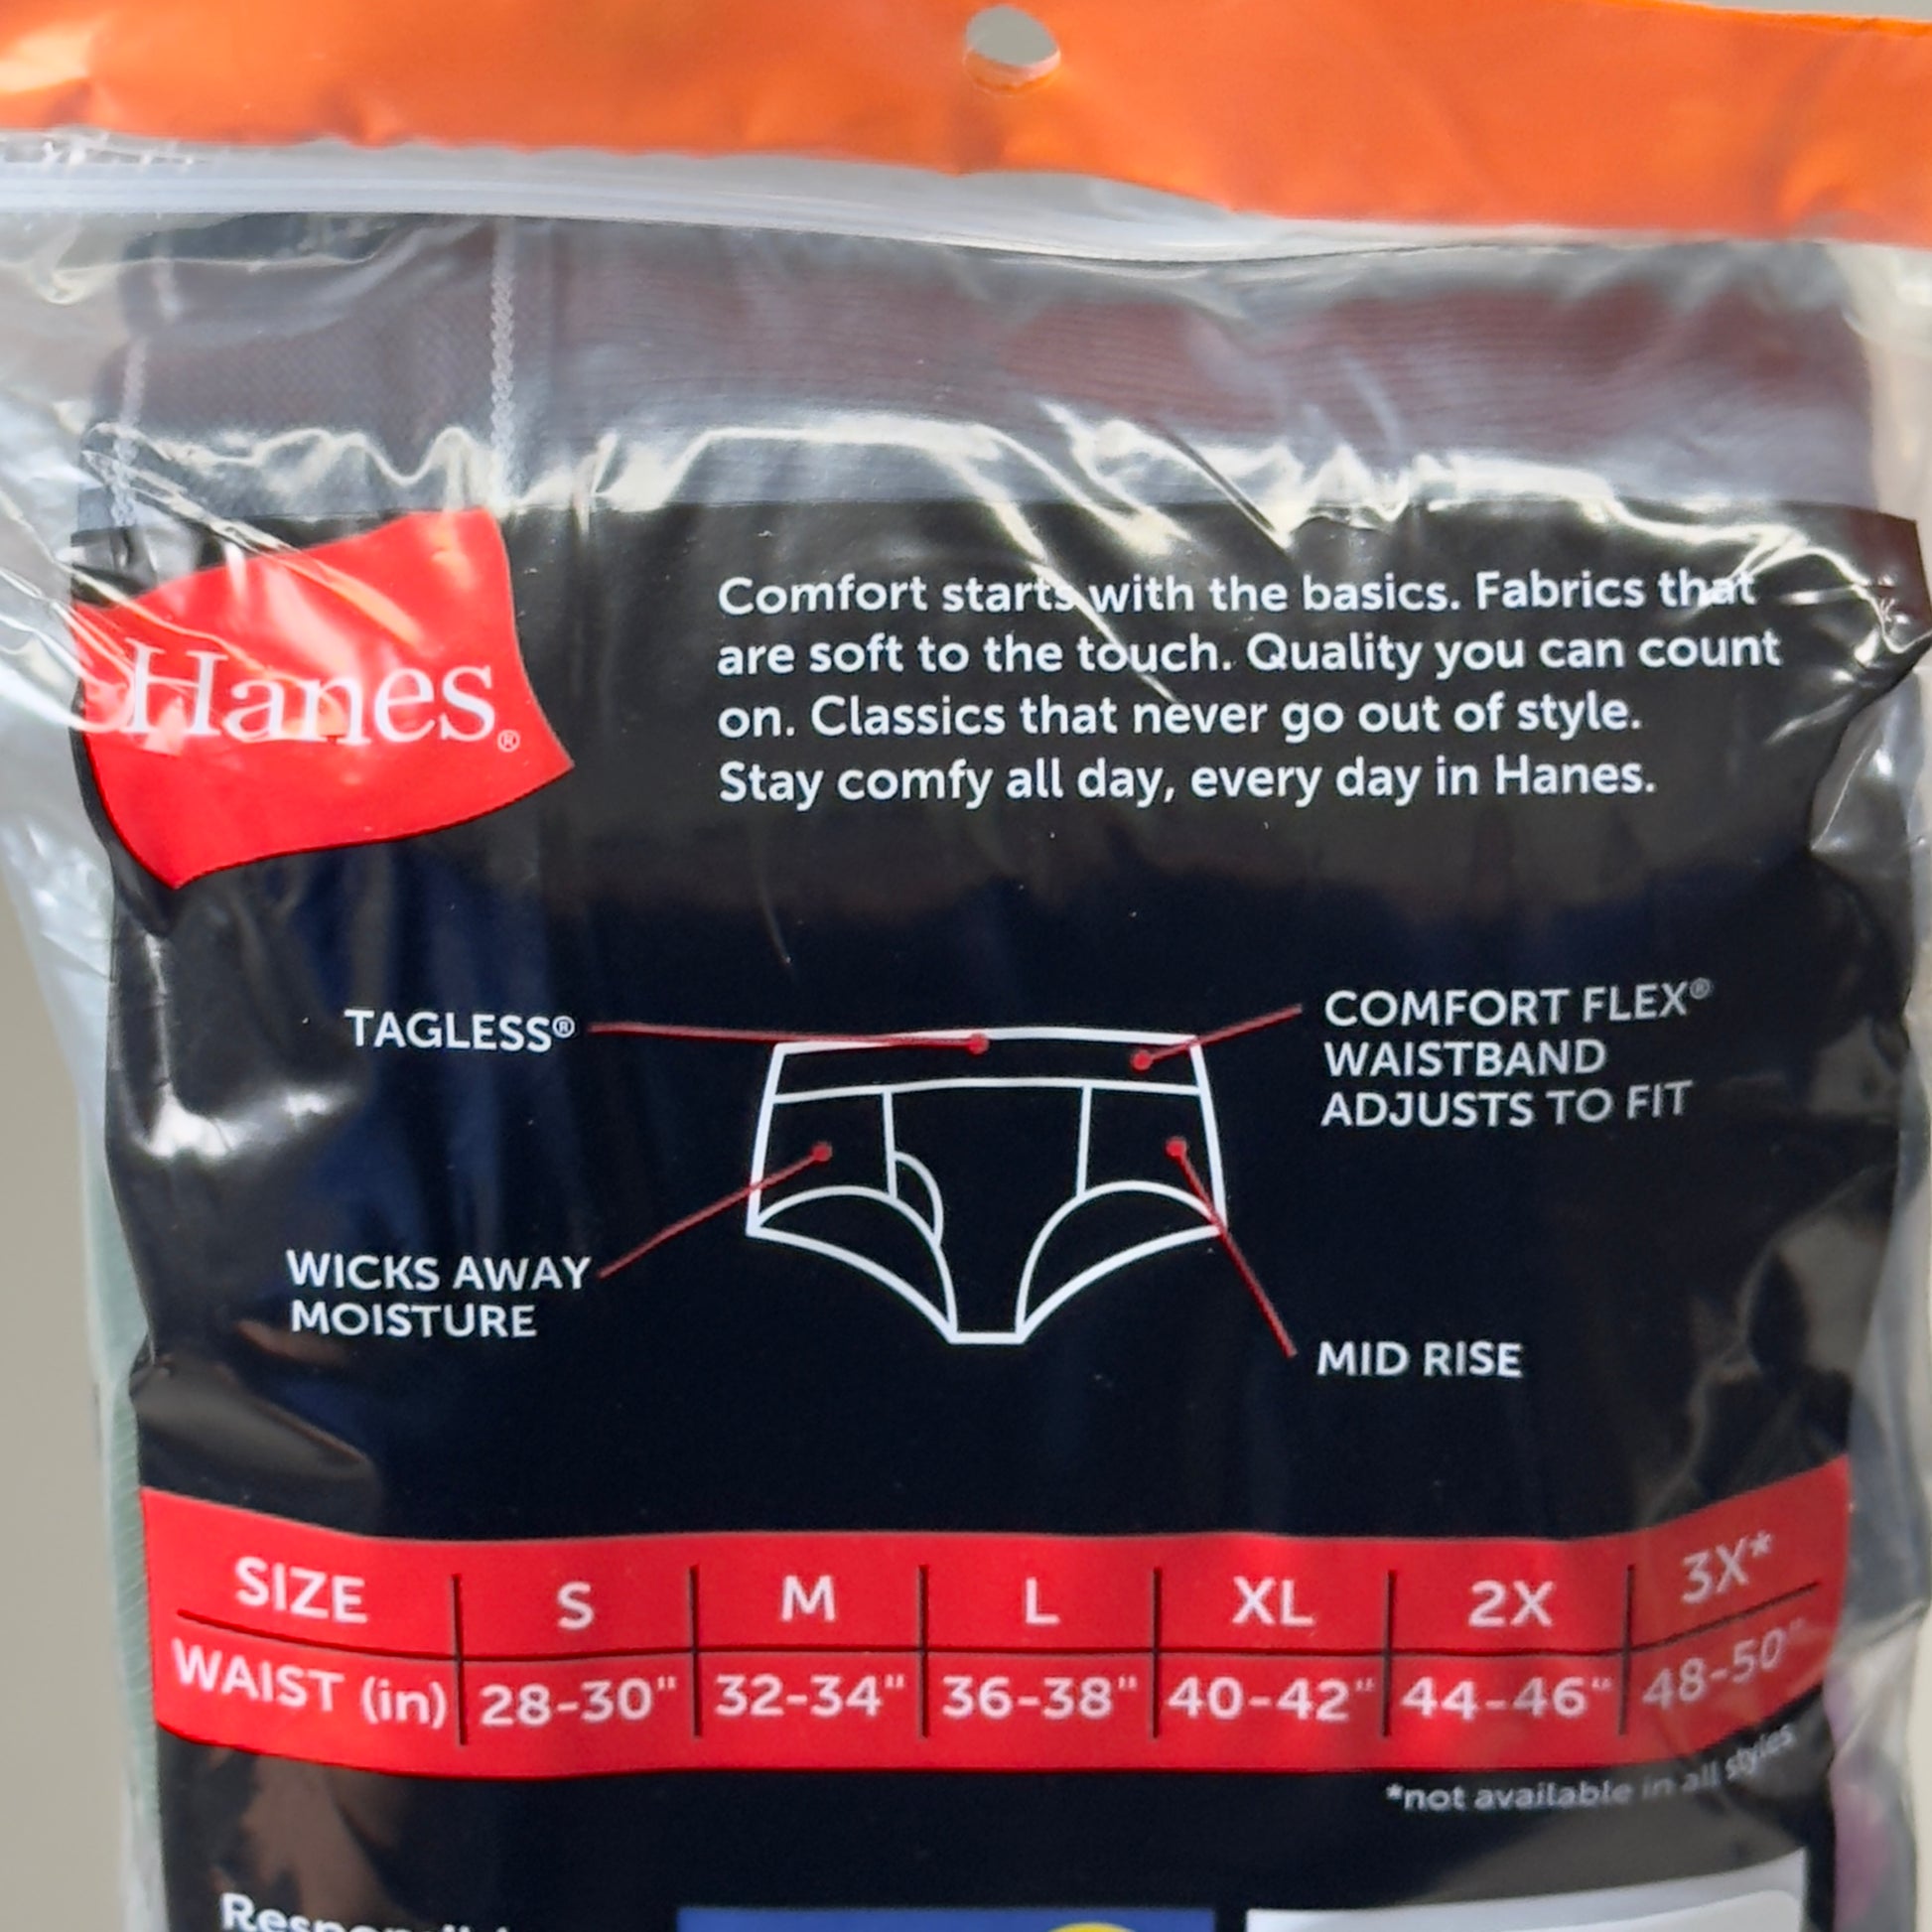 Hanes®
Comfort starts with the basics. Fabrics that
are soft to the touch. Quality you can count
on. Classics that never go out of style.
Stay comfy all day, every day in Hanes.
TAGLESS®
COMFORT FLEX®
WAISTBAND
ADJUSTS TO FIT
WICKS AWAY
MOISTURE
MID RISE
SIZE S M L XL 2X 3X*
WAIST (in) 28-30" 32-34" 36-38" 40-42" 44-46" 48-50"
*not available in all styles